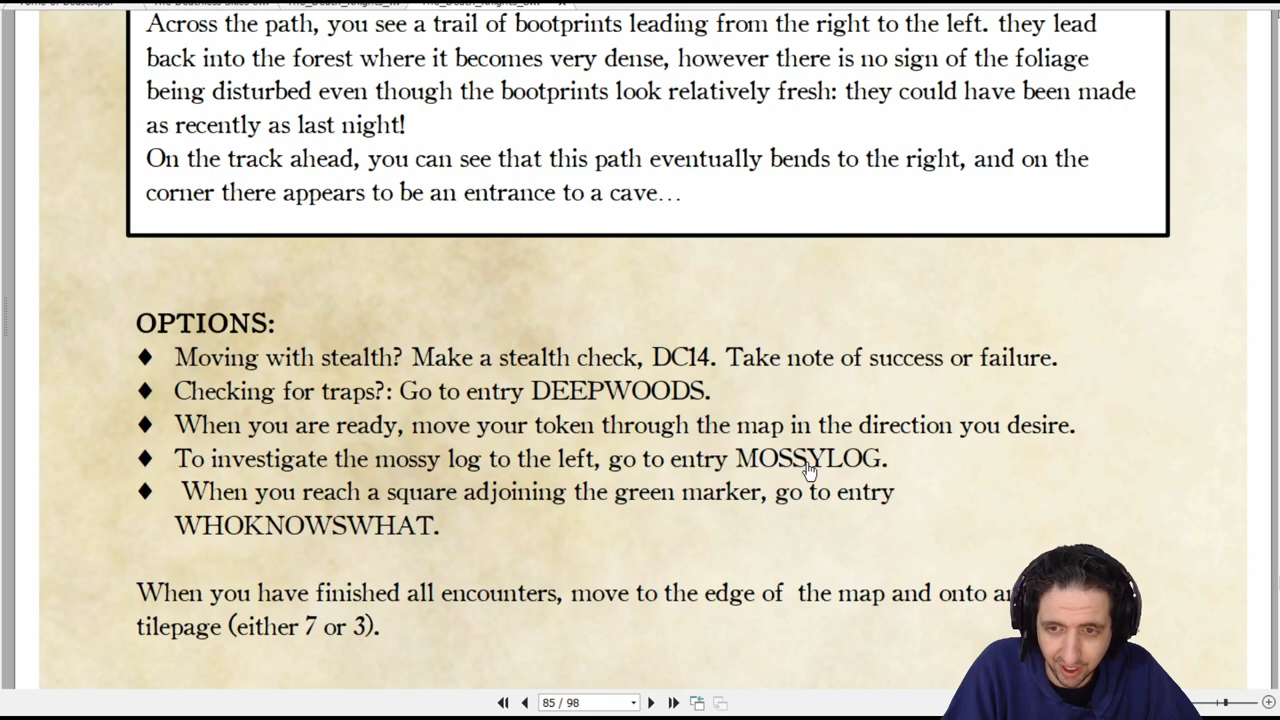 Across the path, you see a trail of bootprints leading from the right to the left. they lead
back into the forest where it becomes very dense, however there is no sign of the foliage
being disturbed even though the bootprints look relatively fresh: they could have been made
as recently as last night!
On the track ahead, you can see that this path eventually bends to the right, and on the
corner there appears to be an entrance to a cave…
OPTIONS:
♦ Moving with stealth? Make a stealth check, DC14. Take note of success or failure.
♦ Checking for traps?: Go to entry DEEPWOODS.
♦ When you are ready, move your token through the map in the direction you desire.
♦ To investigate the mossy log to the left, go to entry MOSSYLOG.
♦ When you reach a square adjoining the green marker, go to entry
WHOKNOWSWHAT.
When you have finished all encounters, move to the edge of the map and onto
tilepage (either 7 or 3).
85 / 98